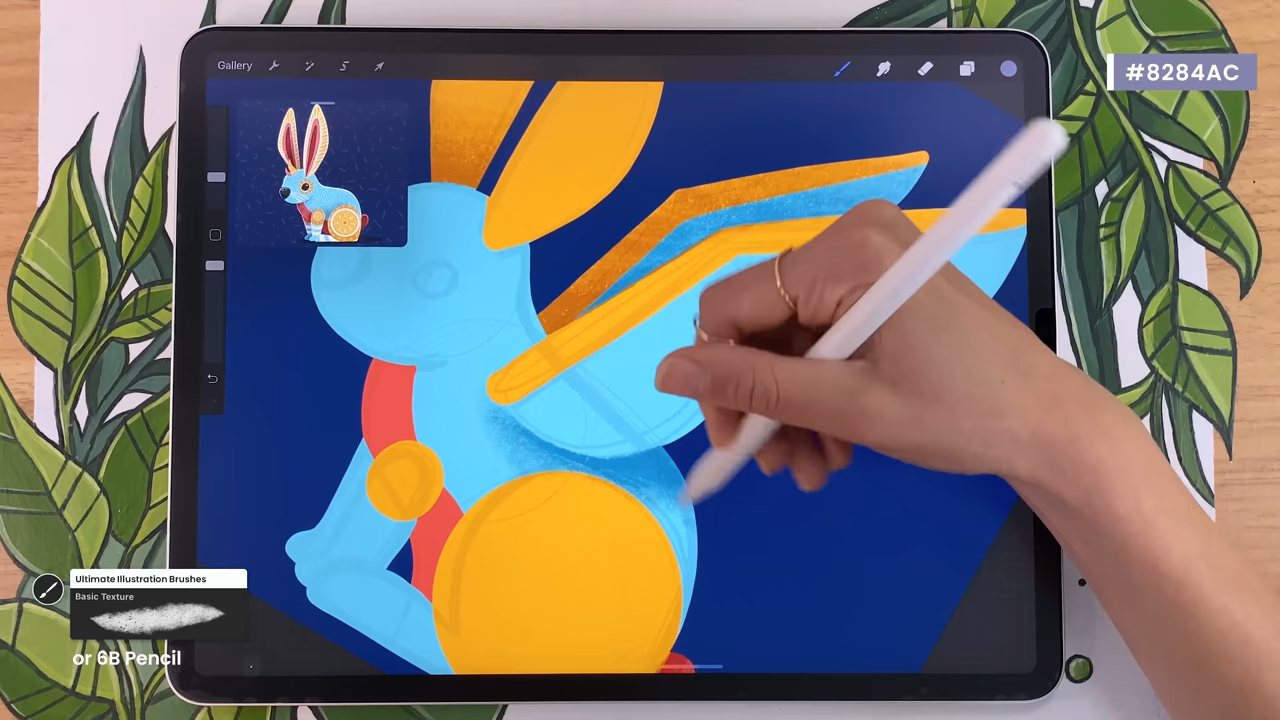 Gallery
#8284AC
Ultimate Illustration Brushes
Basic Texture
or 6B Pencil